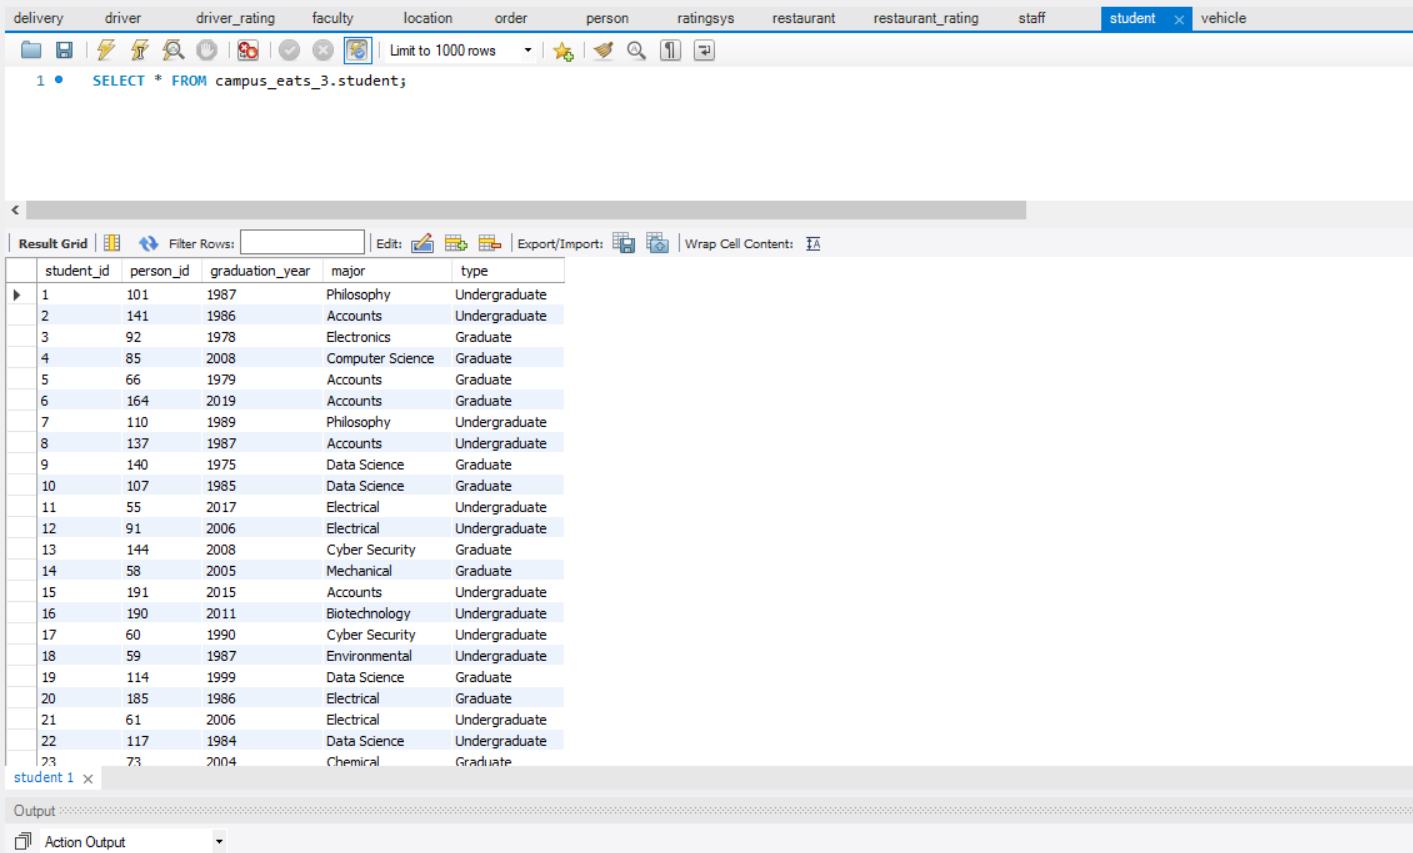 delivery driver driver_rating faculty location order person ratingsys restaurant restaurant_rating staff student vehicle
Limit to 1000 rows
1 SELECT * FROM campus_eats_3.student;
Result Grid Filter Rows: Edit: Export/Import: Wrap Cell Content: IA
student_id person_id graduation_year major type
1 101 1987 Philosophy Undergraduate
2 141 1986 Accounts Undergraduate
3 92 1978 Electronics Graduate
4 85 2008 Computer Science Graduate
5 66 1979 Accounts Graduate
6 164 2019 Accounts Graduate
7 110 1989 Philosophy Undergraduate
8 137 1987 Accounts Undergraduate
9 140 1975 Data Science Graduate
10 107 1985 Data Science Graduate
11 55 2017 Electrical Undergraduate
12 91 2006 Electrical Undergraduate
13 144 2008 Cyber Security Graduate
14 58 2005 Mechanical Graduate
15 191 2015 Accounts Undergraduate
16 190 2011 Biotechnology Undergraduate
17 60 1990 Cyber Security Undergraduate
18 59 1987 Environmental Undergraduate
19 114 1999 Data Science Graduate
20 185 1986 Electrical Graduate
21 61 2006 Electrical Undergraduate
22 117 1984 Data Science Undergraduate
23 73 2004 Chemical Graduate
student 1
Output
Action Output